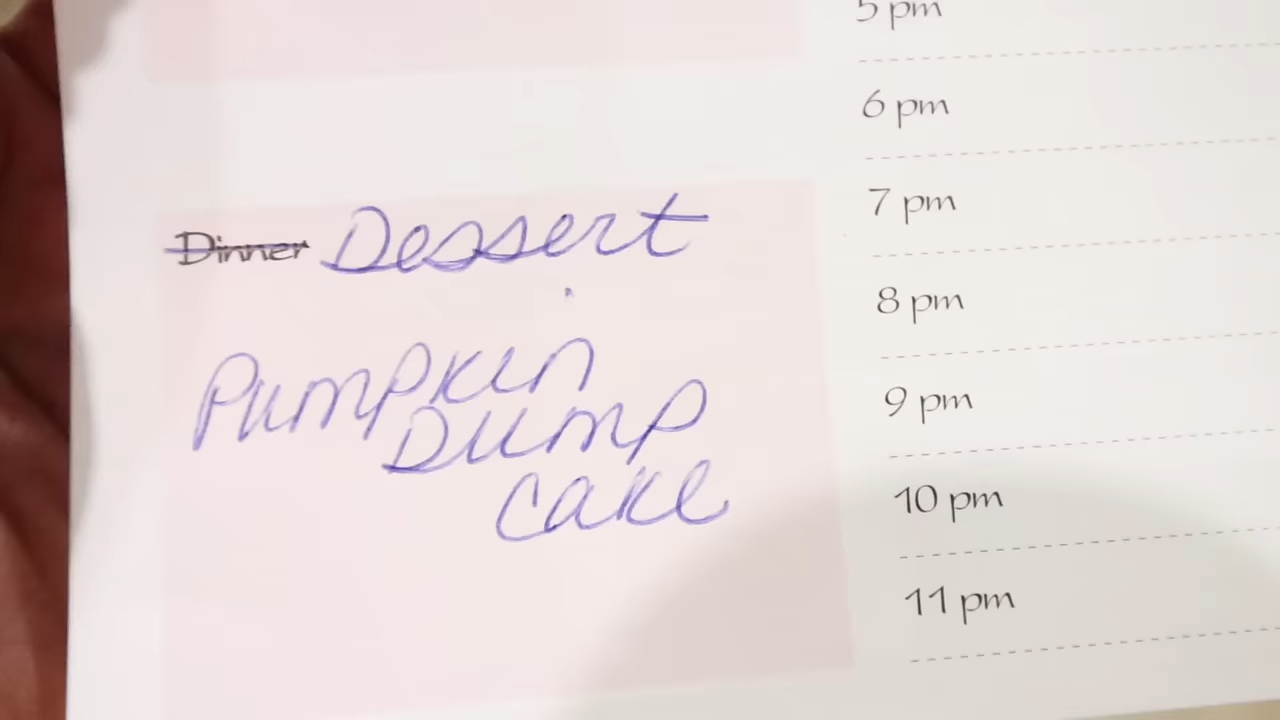 Dinner Dessert
Pumpkin
Dump
Cake
5 pm
6 pm
7 pm
8 pm
9 pm
10 pm
11 pm